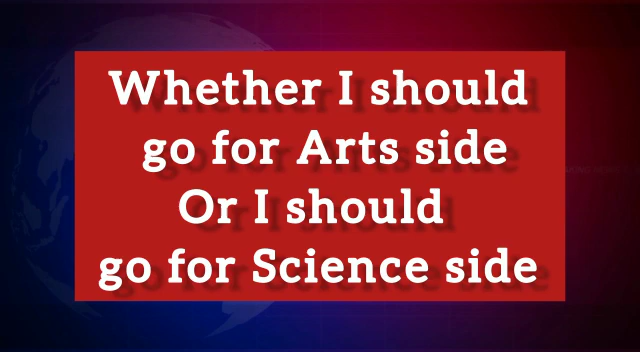 Whether I should
go for Arts side
Or I should
go for Science side